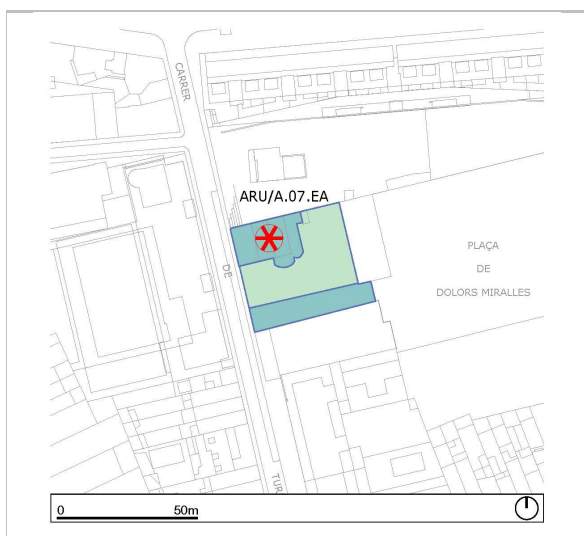 CARRER
ARU/A.07.EA
DE
PLAÇA
DE
DOLORS MIRALLES
TUR
0 50m